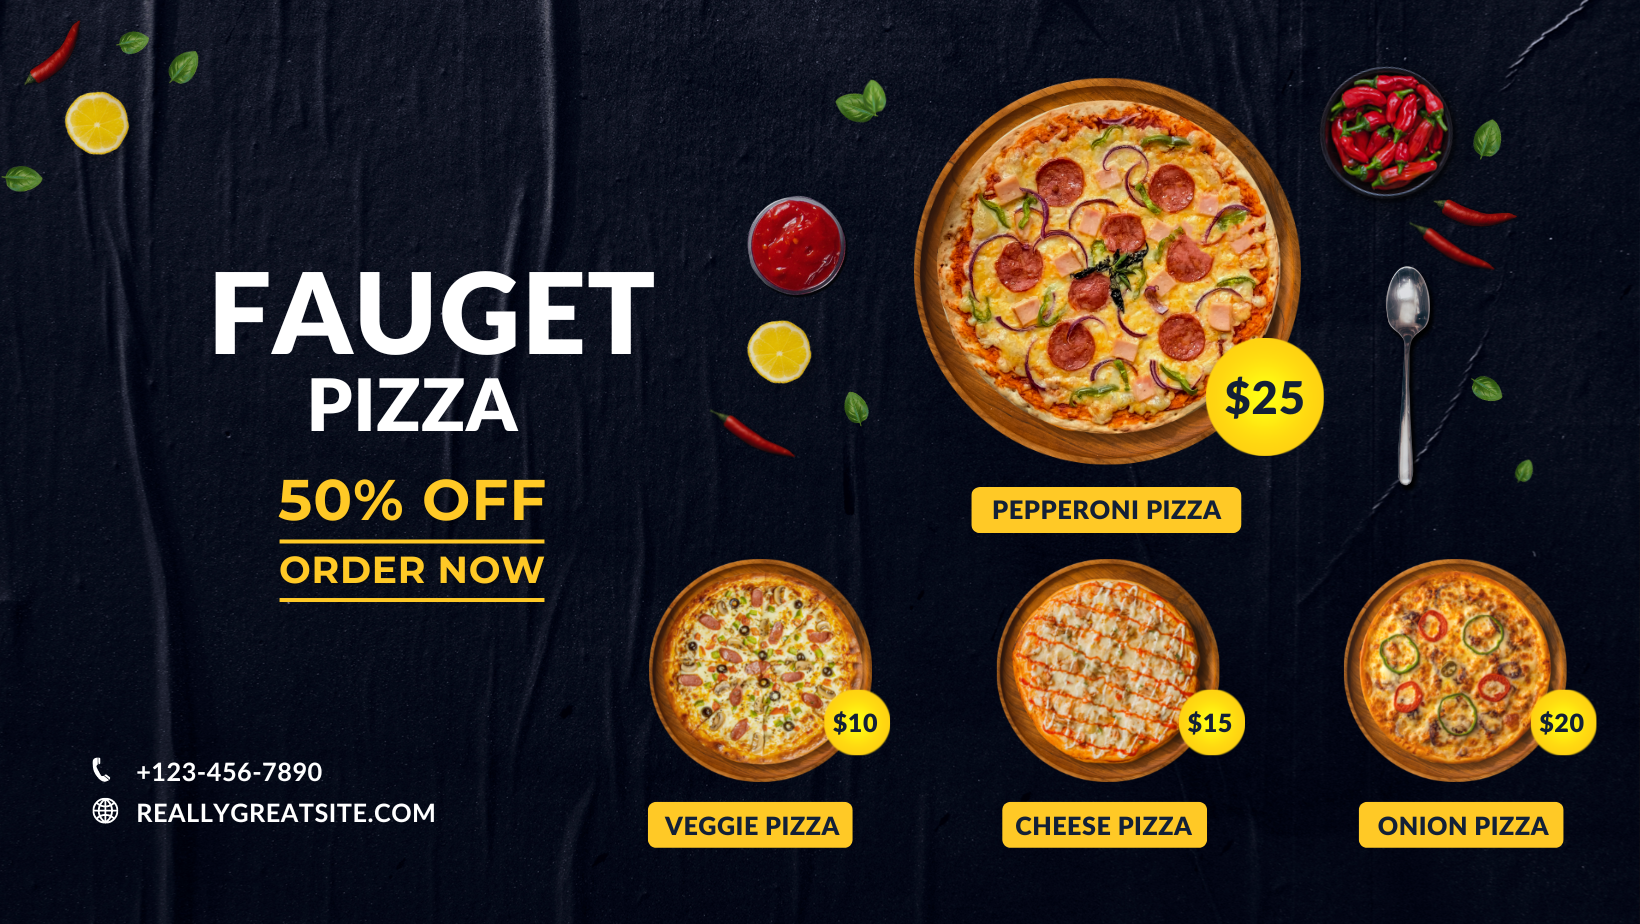 FAUGET
PIZZA
50% OFF
ORDER NOW
+123-456-7890
REALLYGREATSITE.COM
$25
PEPPERONI PIZZA
$10
VEGGIE PIZZA
$15
CHEESE PIZZA
$20
ONION PIZZA